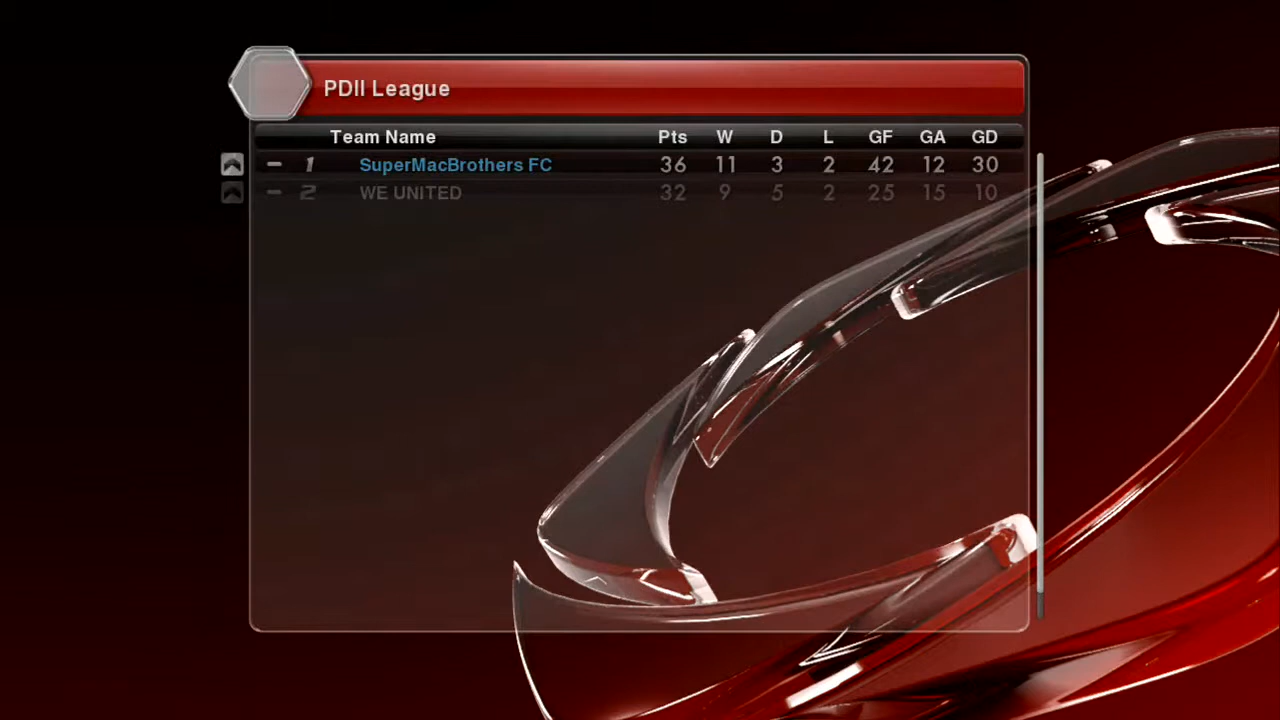 PDII League
Team Name Pts W D L GF GA GD
1 SuperMacBrothers FC 36 11 3 2 42 12 30
2 WE UNITED 32 9 5 2 25 15 10